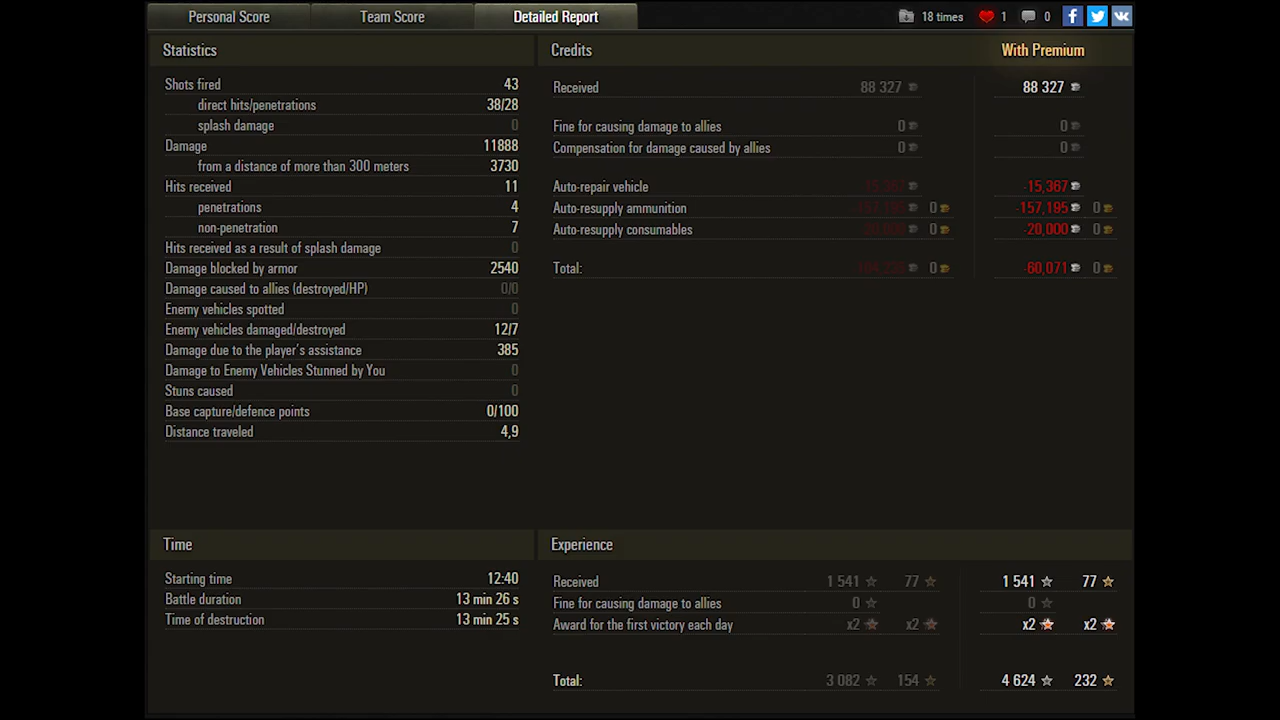 Personal Score Team Score Detailed Report 18 times 1 0
Statistics
Shots fired 43
direct hits/penetrations 38/28
splash damage 0
Damage 11888
from a distance of more than 300 meters 3730
Hits received 11
penetrations 4
non-penetration 7
Hits received as a result of splash damage 0
Damage blocked by armor 2540
Damage caused to allies (destroyed/HP) 0/0
Enemy vehicles spotted 0
Enemy vehicles damaged/destroyed 12/7
Damage due to the player's assistance 385
Damage to Enemy Vehicles Stunned by You 0
Stuns caused 0
Base capture/defence points 0/100
Distance traveled 4,9
Credits With Premium
Received 88 327 88 327
Fine for causing damage to allies 0 0
Compensation for damage caused by allies 0 0
Auto-repair vehicle -15,367 -15,367
Auto-resupply ammunition -157,195 0 -157,195 0
Auto-resupply consumables 0 -20,000 0
Total: 0 -60,071 0
Time
Starting time 12:40
Battle duration 13 min 26 s
Time of destruction 13 min 25 s
Experience
Received 1 541 77 1 541 77
Fine for causing damage to allies 0 0
Award for the first victory each day x2 x2 x2 x2
Total: 3 082 154 4 624 232